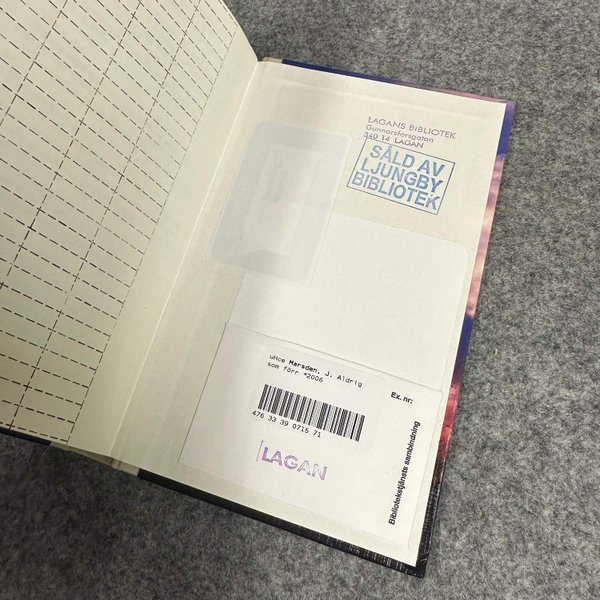 LAGANS BIBLIOTEK
Gunnarsforsgatan
340 14 LAGAN
SÅLD AV
LJUNGBY
BIBLIOTEK
uHce Marsden, J. Aldrig
som förr *2006
Ex. nr:
476 33 39 0715 71
LAGAN
Bibliotekstjänsts sambindning